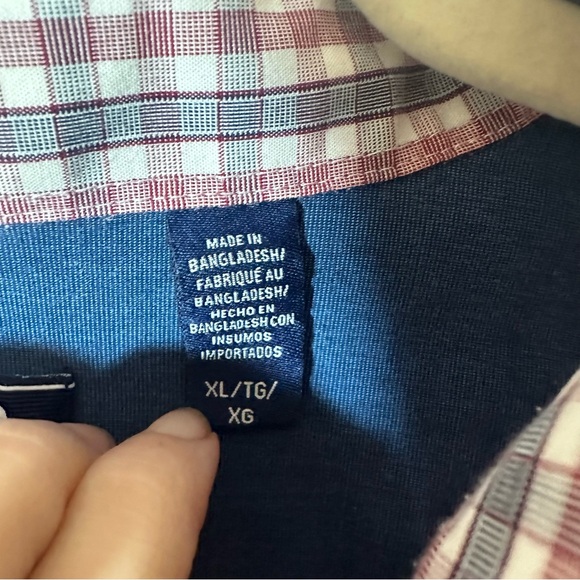 MADE IN
BANGLADESH/
FABRIQUÉ AU
BANGLADESH/
HECHO EN
BANGLADESH CON
INSUMOS
IMPORTADOS
XL/TG/
XG